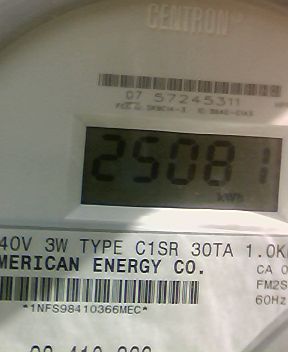 CENTRON
07 57245311
25081
kWh
40V 3W TYPE C1SR 30TA 1.0K
MERICAN ENERGY CO.
CA 0
FM2S
60Hz
*1NFS98410366MEC*